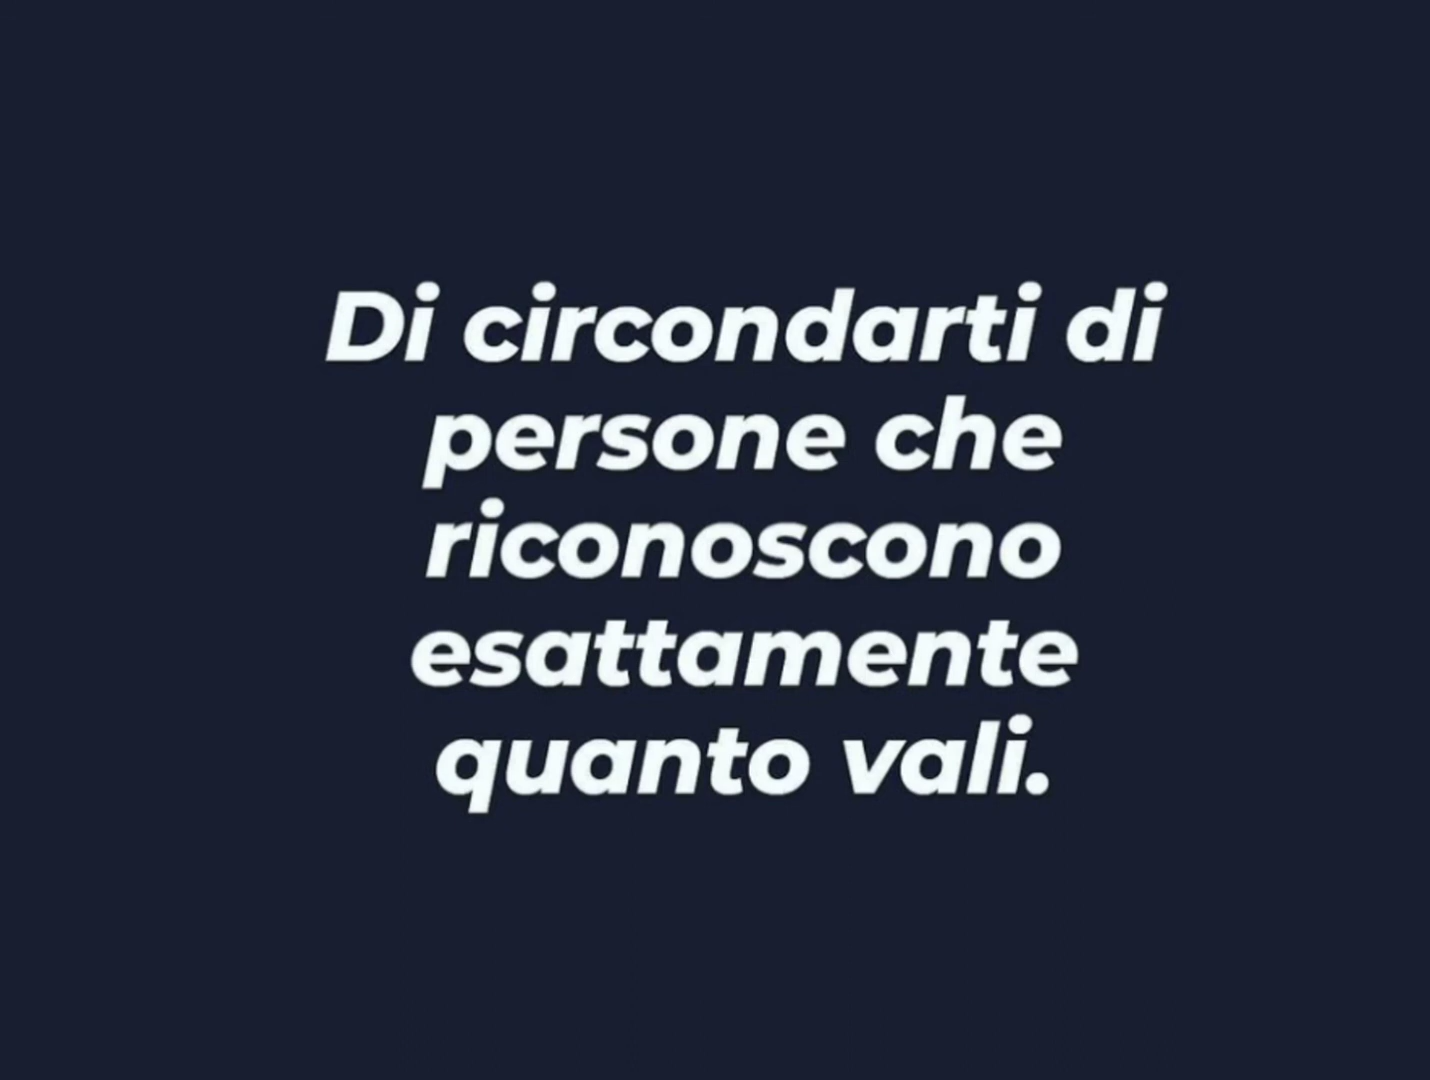 Di circondarti di
persone che
riconoscono
esattamente
quanto vali.